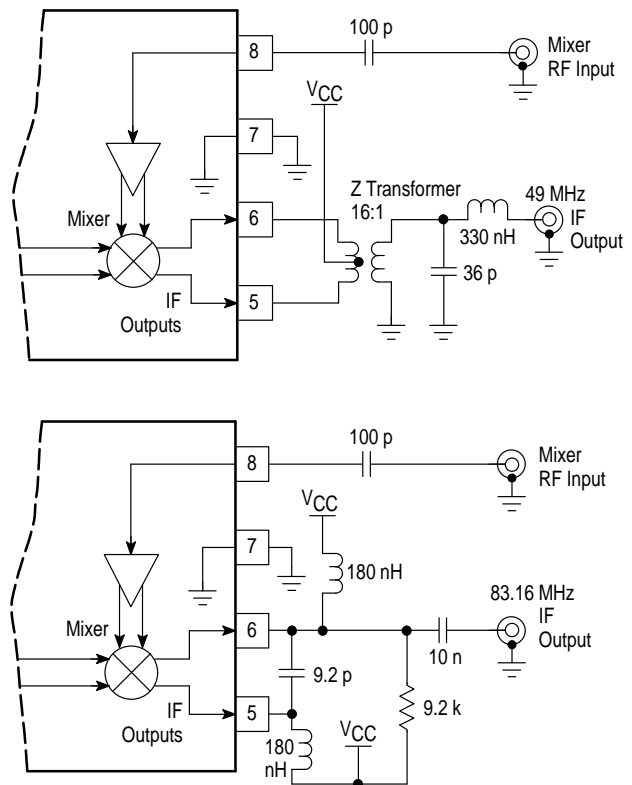 8
100 p
Mixer
RF Input
VCC
7
Z Transformer
16:1
49 MHz
IF
Output
Mixer
6
330 nH
36 p
IF
Outputs
5
8
100 p
Mixer
RF Input
VCC
7
180 nH
83.16 MHz
IF
Output
Mixer
6
10 n
9.2 p
9.2 k
IF
Outputs
5
VCC
180
nH